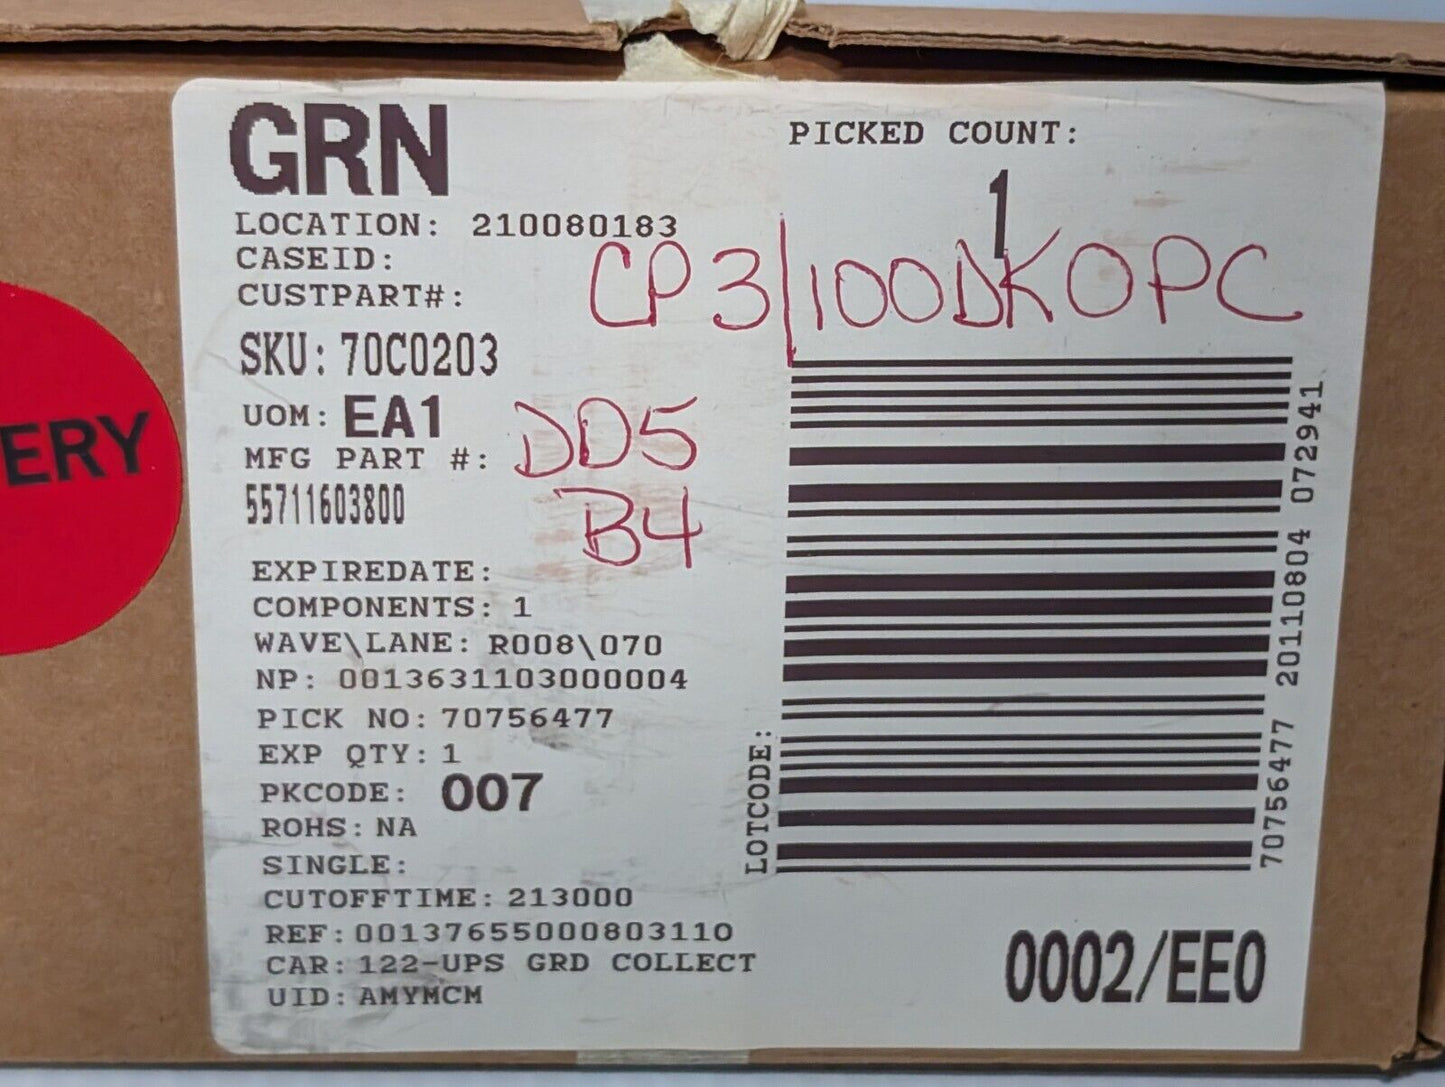 GRN
PICKED COUNT:
1
LOCATION: 210080183
CASEID:
CUSTPART#:
CP3/100DKOPC
SKU: 70C0203
UOM: EA1
DD5
MFG PART #:
55711603800
B4
EXPIREDATE:
COMPONENTS: 1
WAVE\LANE: R008\070
NP: 0013631103000004
PICK NO: 70756477
EXP QTY: 1
PKCODE: 007
ROHS: NA
SINGLE:
CUTOFFTIME: 213000
REF: 00137655000803110
CAR: 122-UPS GRD COLLECT
UID: AMYMCM
LOTCODE:
70756477 20110804 072941
0002/EE0
ERY